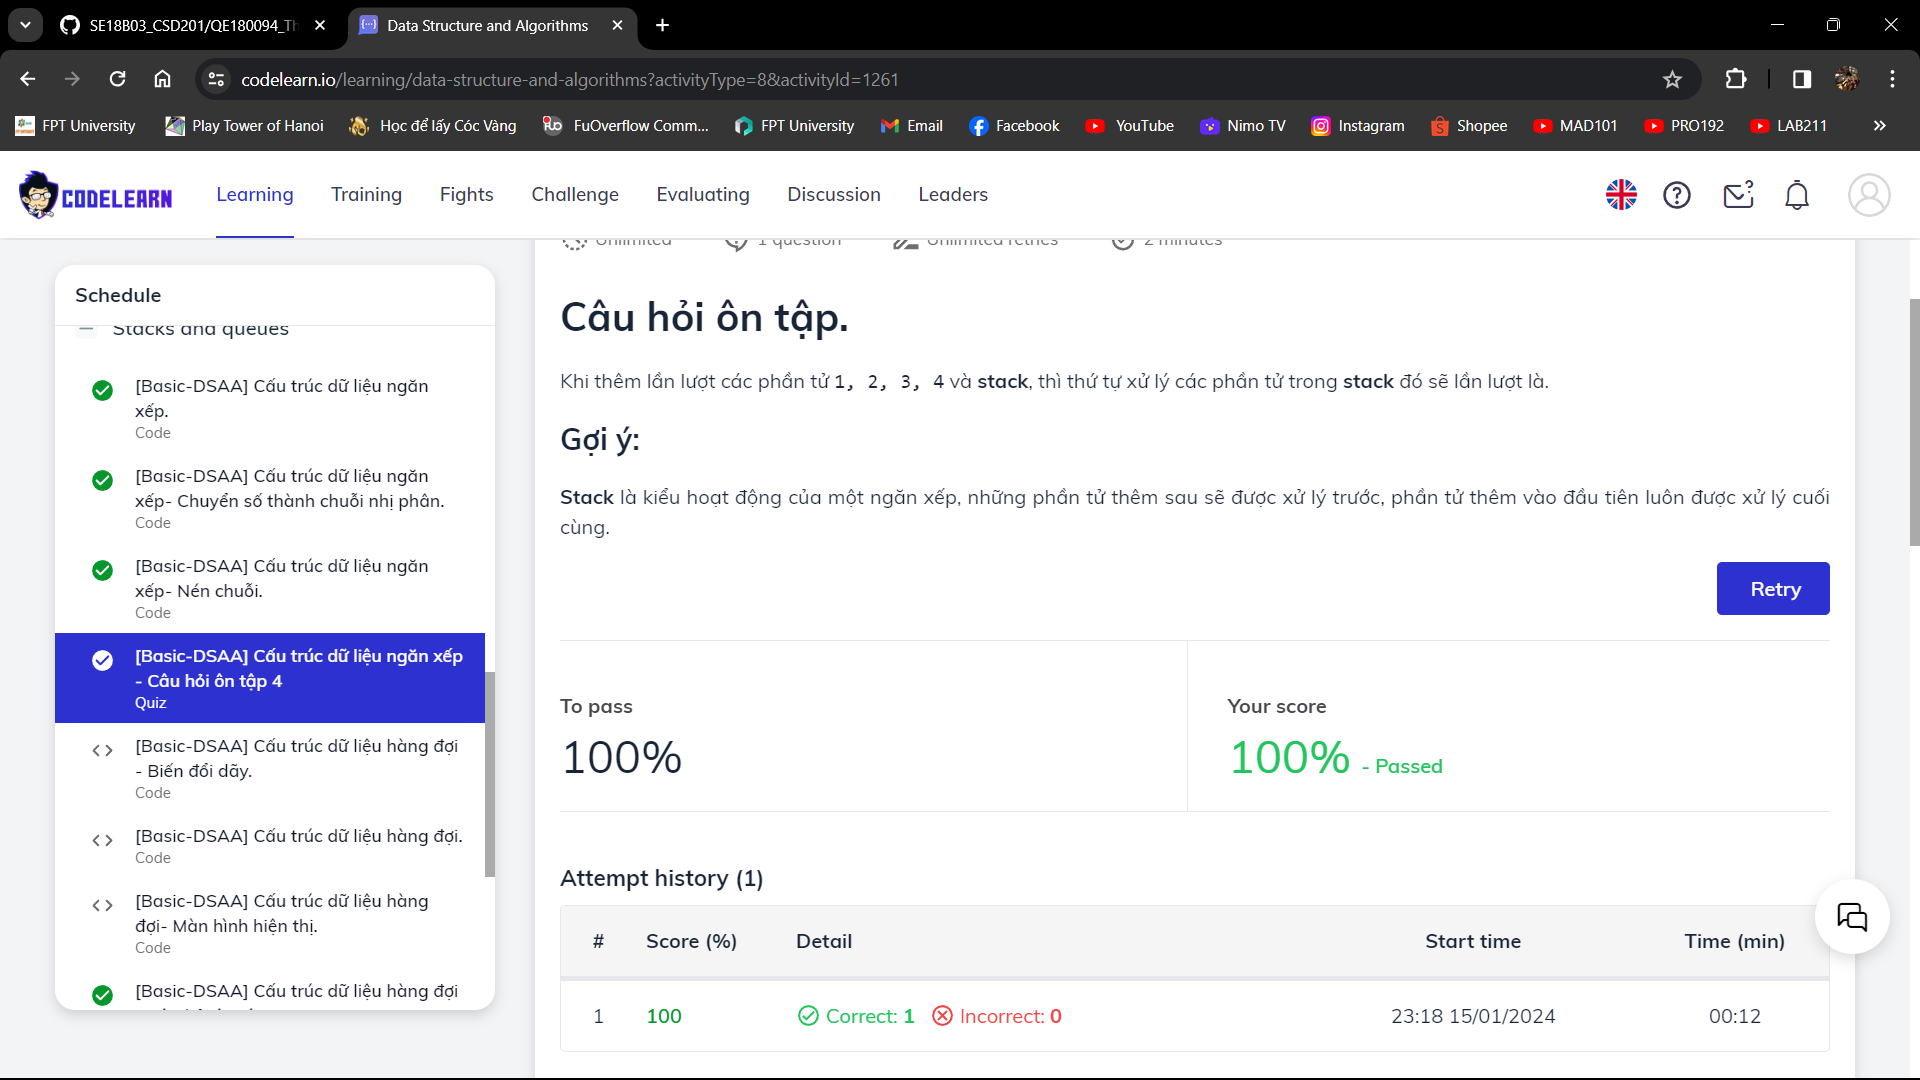 SE18B03_CSD201/QE180094_Th
Data Structure and Algorithms
codelearn.io/learning/data-structure-and-algorithms?activityType=8&activityId=1261
FPT University
Play Tower of Hanoi
Học để lấy Cóc Vàng
FuOverflow Comm...
FPT University
Email
Facebook
YouTube
Nimo TV
Instagram
Shopee
MAD101
PRO192
LAB211
CODELEARN
Learning
Training
Fights
Challenge
Evaluating
Discussion
Leaders
Unlimited
1 question
Unlimited retries
2 minutes
Schedule
Stacks and queues
[Basic-DSAA] Cấu trúc dữ liệu ngăn
xếp.
Code
[Basic-DSAA] Cấu trúc dữ liệu ngăn
xếp- Chuyển số thành chuỗi nhị phân.
Code
[Basic-DSAA] Cấu trúc dữ liệu ngăn
xếp- Nén chuỗi.
Code
[Basic-DSAA] Cấu trúc dữ liệu ngăn xếp
- Câu hỏi ôn tập 4
Quiz
[Basic-DSAA] Cấu trúc dữ liệu hàng đợi
- Biến đổi dãy.
Code
[Basic-DSAA] Cấu trúc dữ liệu hàng đợi.
Code
[Basic-DSAA] Cấu trúc dữ liệu hàng
đợi- Màn hình hiện thị.
Code
[Basic-DSAA] Cấu trúc dữ liệu hàng đợi
Câu hỏi ôn tập.
Khi thêm lần lượt các phần tử 1, 2, 3, 4 và stack, thì thứ tự xử lý các phần tử trong stack đó sẽ lần lượt là.
Gợi ý:
Stack là kiểu hoạt động của một ngăn xếp, những phần tử thêm sau sẽ được xử lý trước, phần tử thêm vào đầu tiên luôn được xử lý cuối
cùng.
Retry
To pass
100%
Your score
100% - Passed
Attempt history (1)
# Score (%) Detail Start time Time (min)
1 100 Correct: 1 Incorrect: 0 23:18 15/01/2024 00:12